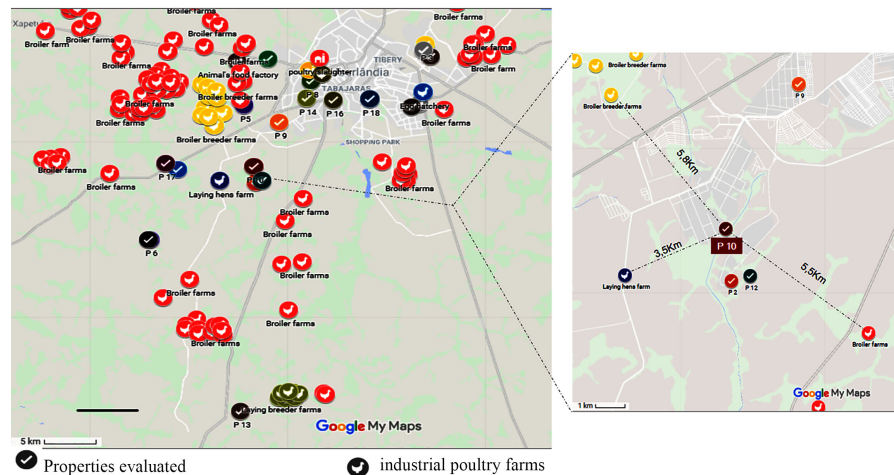 Xapetu
Broiler farms
Broiler farm
Broiler farms
Broiler farms
Broiler farms
Broiler farms
Animal's food factory
poultry slaughter
TIBERY
Broiler farm
Broiler farms
Broiler breeder farms
Broiler farms
P 8
TABAJARAS
P5
P 14
P 16
P 18
Broiler farms
Broiler breeder farms
P 9
SHOPPING PARK
Broiler farms
Broiler farms
P 17
Laying hens farm
Broiler farms
Broiler farms
Broiler farms
P 6
Broiler farms
Broiler farms
Broiler farms
Broiler farms
Broiler farms
Laying breeder farms
P 13
Google My Maps
5 km
Properties evaluated
industrial poultry farms
Broiler breeder farms
Broiler breeder farms
P 9
5,8Km
P 10
3,5Km
5,5Km
Laying hens farm
P 2
P 12
Broiler farms
Google My Maps
1 km